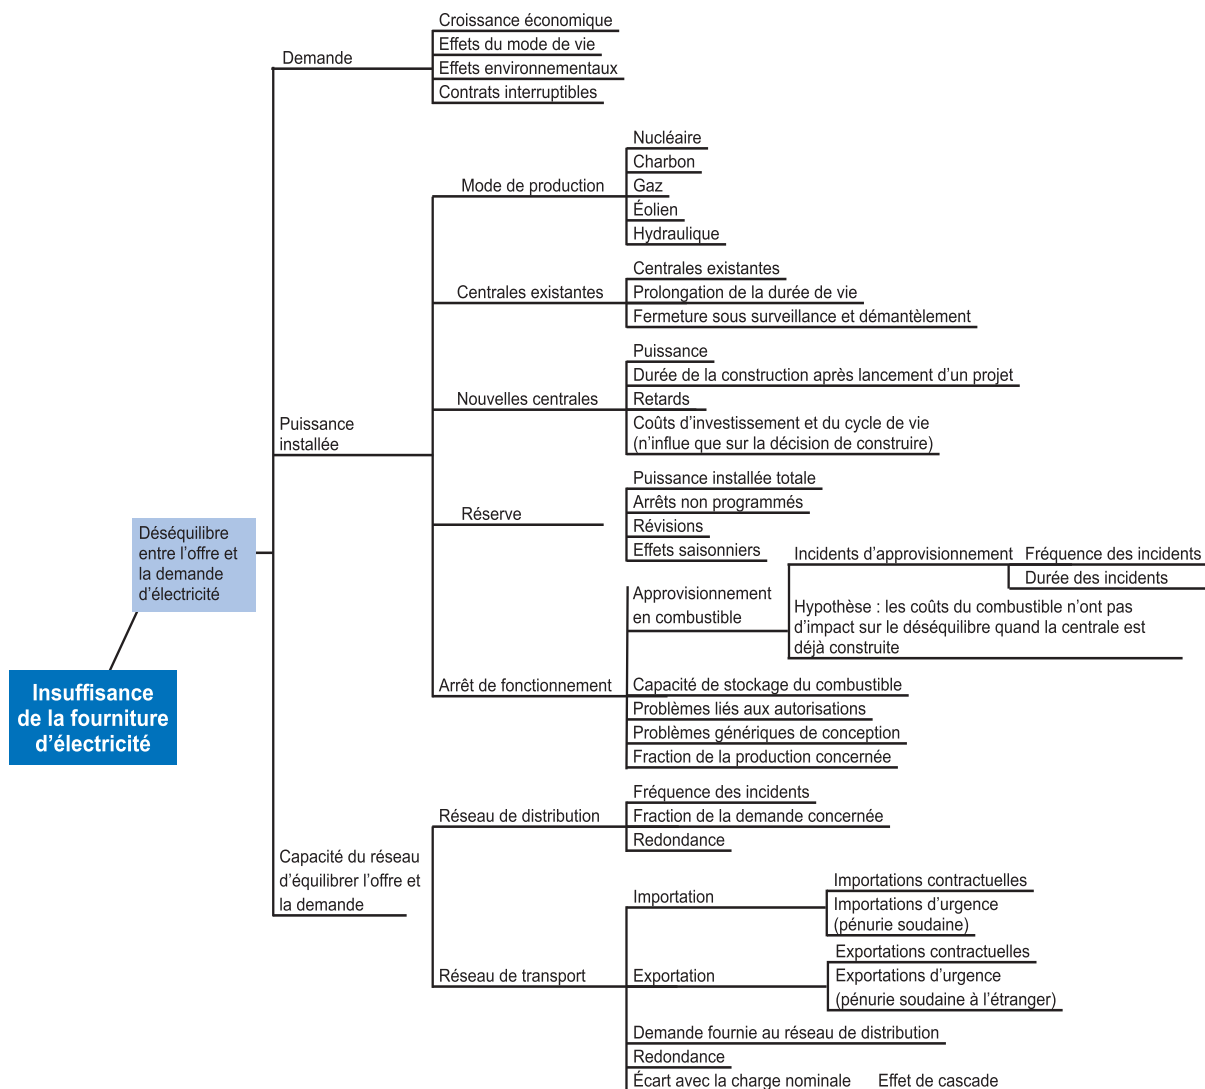 Croissance économique
Effets du mode de vie
Demande
Effets environnementaux
Contrats interruptibles
Nucléaire
Charbon
Mode de production
Gaz
Éolien
Hydraulique
Centrales existantes
Centrales existantes
Prolongation de la durée de vie
Fermeture sous surveillance et démantèlement
Puissance
Durée de la construction après lancement d'un projet
Nouvelles centrales
Retards
Coûts d'investissement et du cycle de vie
(n'influe que sur la décision de construire)
Puissance
installée
Puissance installée totale
Arrêts non programmés
Réserve
Révisions
Effets saisonniers
Déséquilibre
entre l'offre et
la demande
d'électricité
Incidents d'approvisionnement
Fréquence des incidents
Durée des incidents
Approvisionnement
en combustible
Hypothèse : les coûts du combustible n'ont pas
d'impact sur le déséquilibre quand la centrale est
déjà construite
Arrêt de fonctionnement
Capacité de stockage du combustible
Problèmes liés aux autorisations
Problèmes génériques de conception
Fraction de la production concernée
Insuffisance
de la fourniture
d'électricité
Fréquence des incidents
Réseau de distribution
Fraction de la demande concernée
Redondance
Capacité du réseau
d'équilibrer l'offre et
la demande
Importation
Importations contractuelles
Importations d'urgence
(pénurie soudaine)
Réseau de transport
Exportation
Exportations contractuelles
Exportations d'urgence
(pénurie soudaine à l'étranger)
Demande fournie au réseau de distribution
Redondance
Écart avec la charge nominale
Effet de cascade